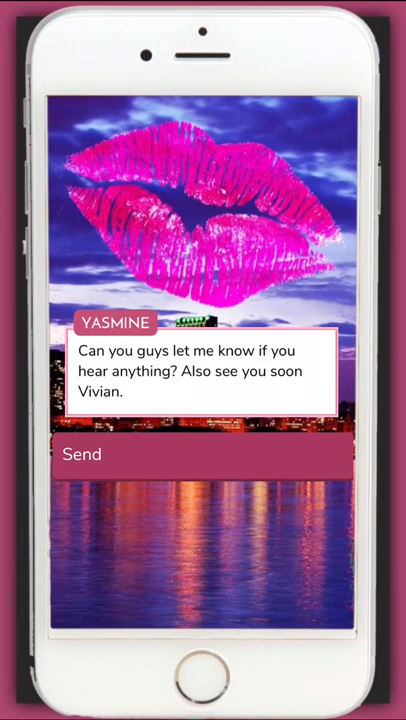 YASMINE
Can you guys let me know if you
hear anything? Also see you soon
Vivian.
Send